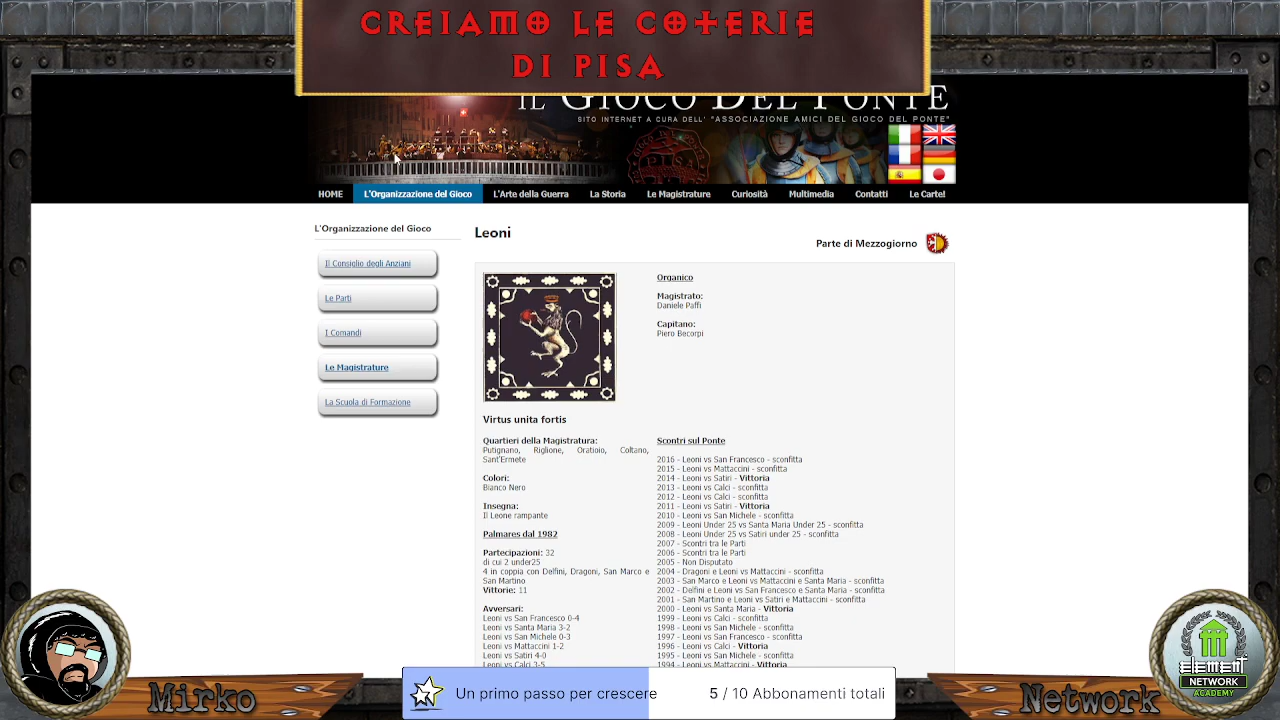 CREIAMO LE COTERIE
DI PISA
IL GIOCO DEL PONTE
SITO INTERNET A CURA DELL' "ASSOCIAZIONE AMICI DEL GIOCO DEL PONTE"
PISA
HOME L'Organizzazione del Gioco L'Arte della Guerra La Storia Le Magistrature Curiosità Multimedia Contatti Le Carte!
L'Organizzazione del Gioco
Il Consiglio degli Anziani
Le Parti
I Comandi
Le Magistrature
La Scuola di Formazione
Leoni
Parte di Mezzogiorno
Organico
Magistrato:
Daniele Paffi
Capitano:
Piero Becorpi
Virtus unita fortis
Quartieri della Magistratura:
Putignano, Riglione, Oratoio, Coltano,
Sant'Ermete
Colori:
Bianco Nero
Insegna:
Il Leone rampante
Palmares dal 1982
Partecipazioni: 32
di cui 2 under25
4 in coppia con Delfini, Dragoni, San Marco e
San Martino
Vittorie: 11
Avversari:
Leoni vs San Francesco 0-4
Leoni vs Santa Maria 3-2
Leoni vs San Michele 0-3
Leoni vs Mattaccini 1-2
Leoni vs Satiri 4-0
Leoni vs Calci 3-5
Scontri sul Ponte
2016 - Leoni vs San Francesco - sconfitta
2015 - Leoni vs Mattaccini - sconfitta
2014 - Leoni vs Satiri - Vittoria
2013 - Leoni vs Calci - sconfitta
2012 - Leoni vs Calci - sconfitta
2011 - Leoni vs Satiri - Vittoria
2010 - Leoni vs San Michele - sconfitta
2009 - Leoni Under 25 vs Santa Maria Under 25 - sconfitta
2008 - Leoni Under 25 vs Satiri under 25 - sconfitta
2007 - Scontri tra le Parti
2006 - Scontri tra le Parti
2005 - Non Disputato
2004 - Dragoni e Leoni vs Mattaccini - sconfitta
2003 - San Marco e Leoni vs Mattaccini e Santa Maria - sconfitta
2002 - Delfini e Leoni vs San Francesco e Santa Maria - sconfitta
2001 - San Martino e Leoni vs Satiri e Mattaccini - sconfitta
2000 - Leoni vs Santa Maria - Vittoria
1999 - Leoni vs Calci - sconfitta
1998 - Leoni vs San Michele - sconfitta
1997 - Leoni vs San Francesco - sconfitta
1996 - Leoni vs Calci - Vittoria
1995 - Leoni vs San Michele - sconfitta
1994 - Leoni vs Mattaccini - Vittoria
Un primo passo per crescere 5 / 10 Abbonamenti totali
Mirko
Network
element
NETWORK
ACADEMY